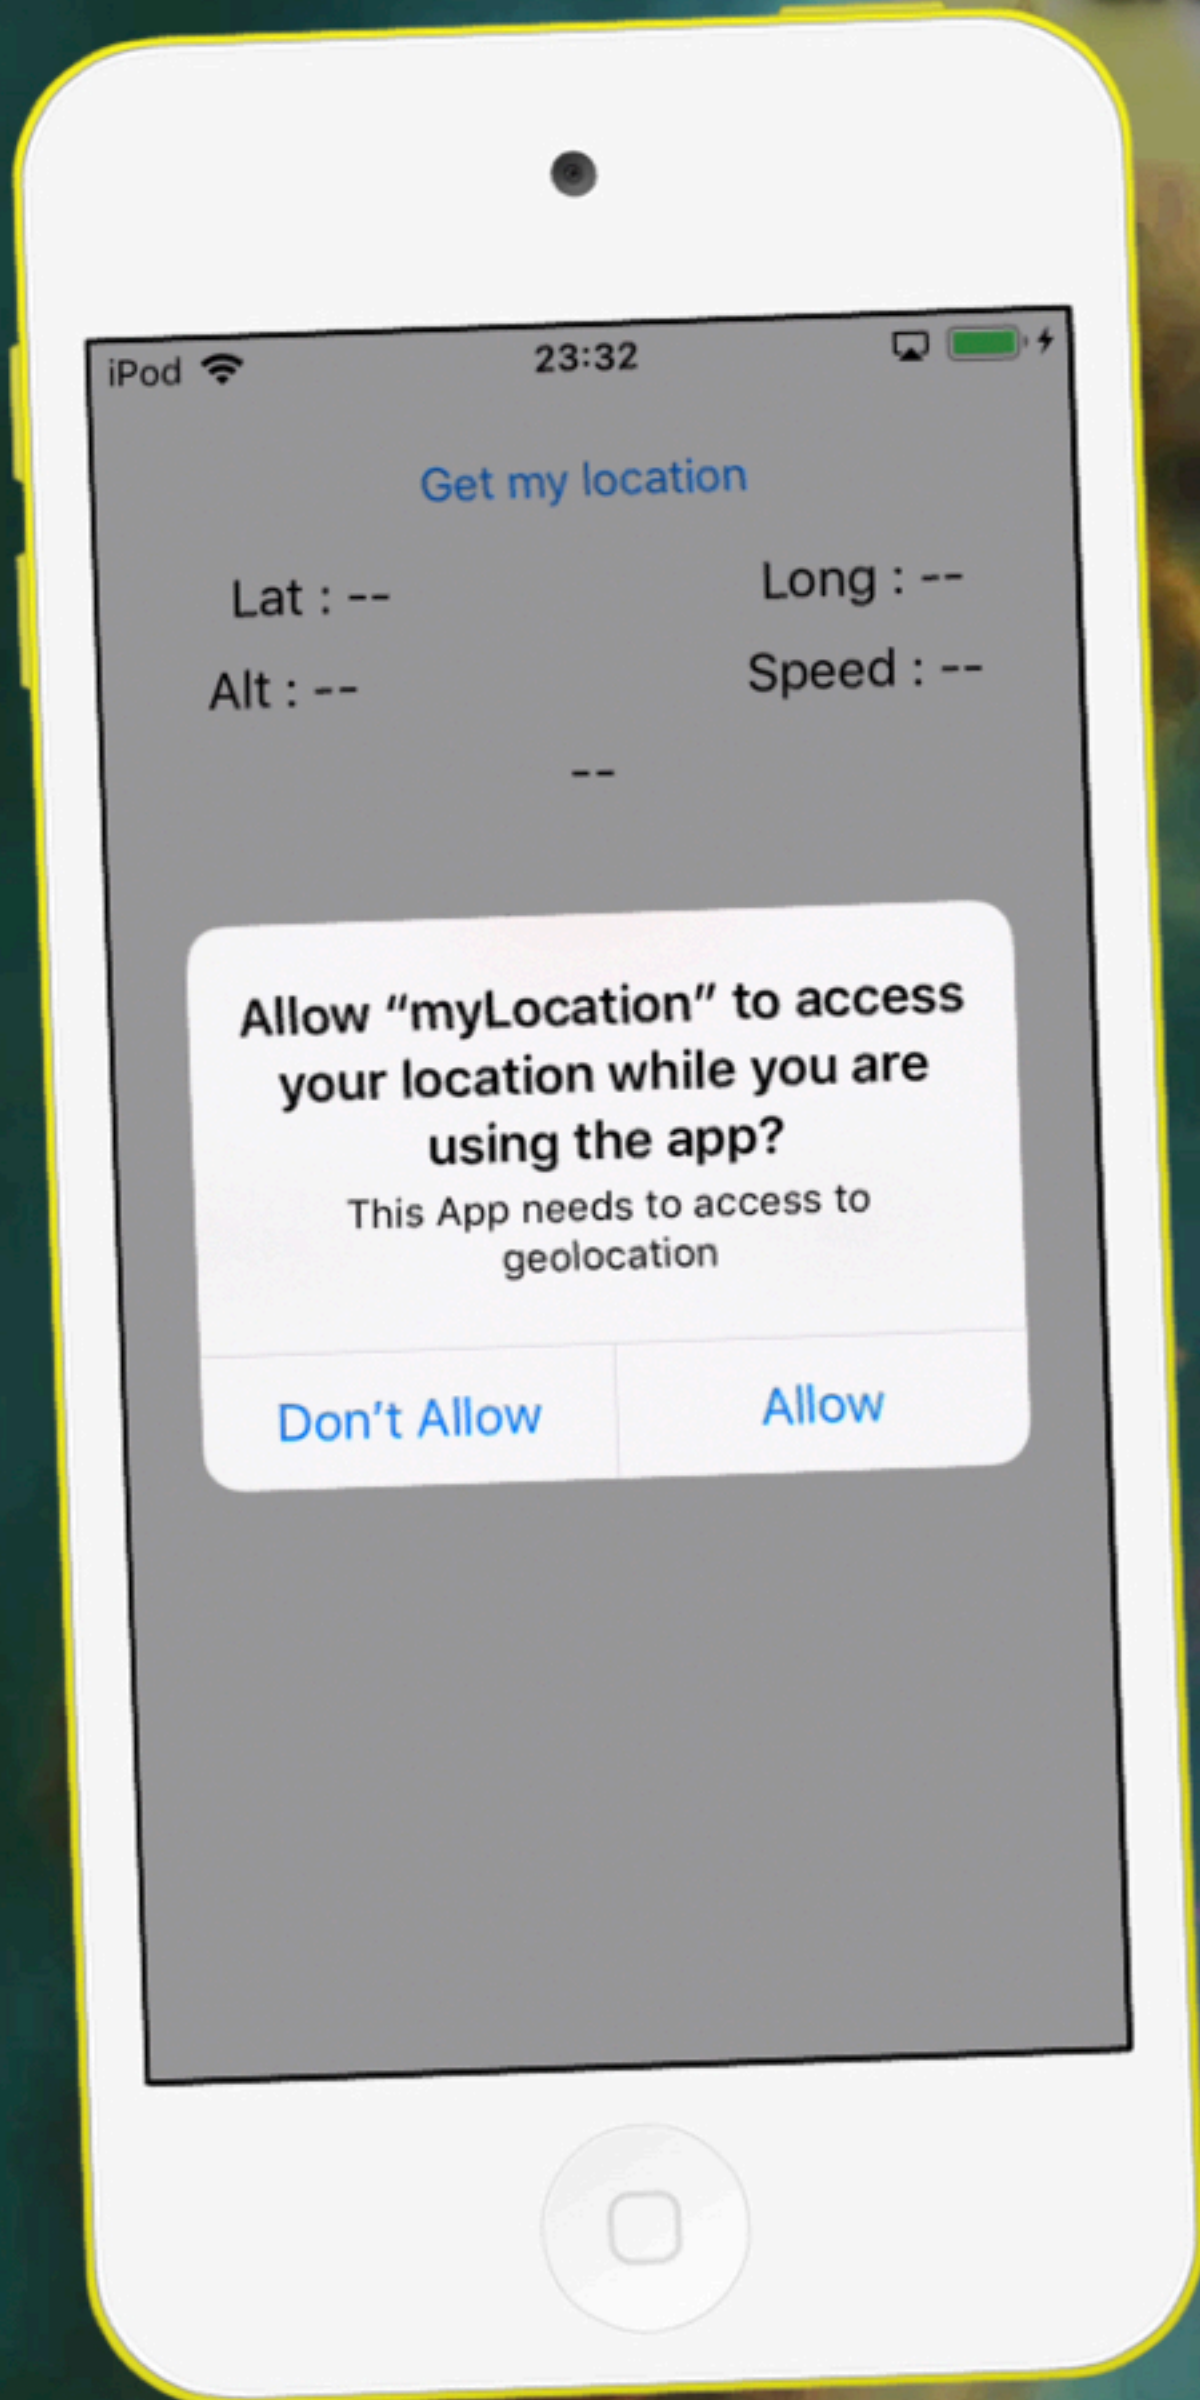 iPod 23:32
Get my location
Lat : -- Long : --
Alt : -- Speed : --
--
Allow “myLocation” to access
your location while you are
using the app?
This App needs to access to
geolocation
Don’t Allow Allow